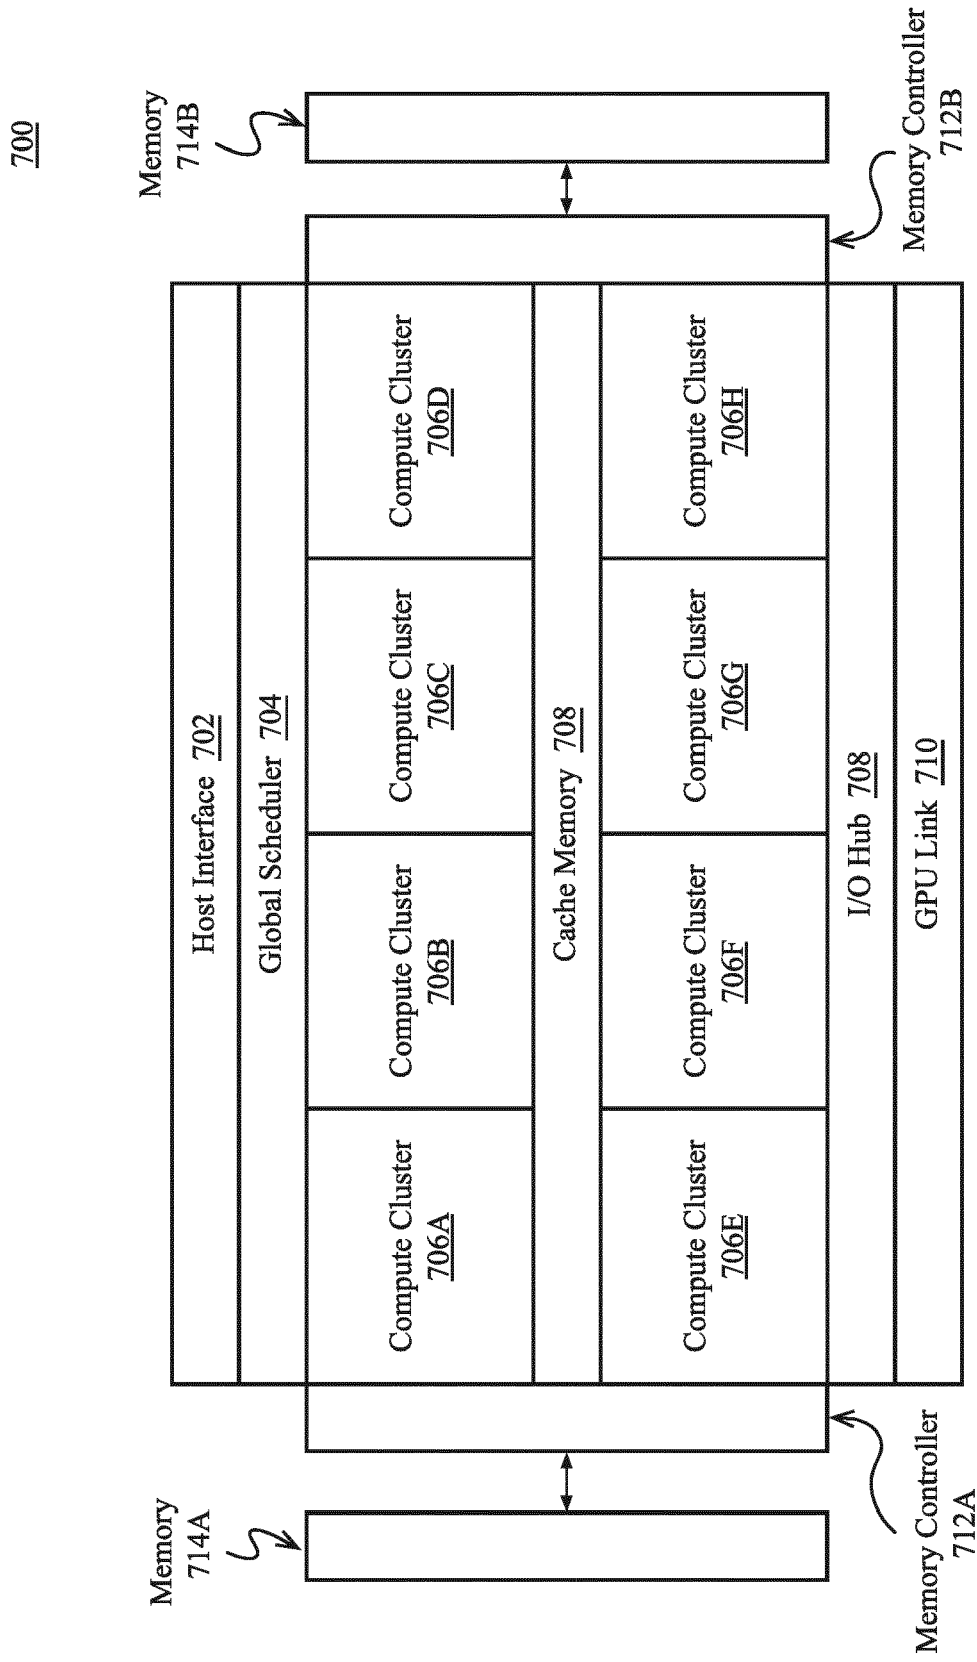 700
Host Interface 702
Global Scheduler 704
Compute Cluster
706A
Compute Cluster
706B
Compute Cluster
706C
Compute Cluster
706D
Cache Memory 708
Compute Cluster
706E
Compute Cluster
706F
Compute Cluster
706G
Compute Cluster
706H
I/O Hub 708
GPU Link 710
Memory
714A
Memory
714B
Memory Controller
712A
Memory Controller
712B